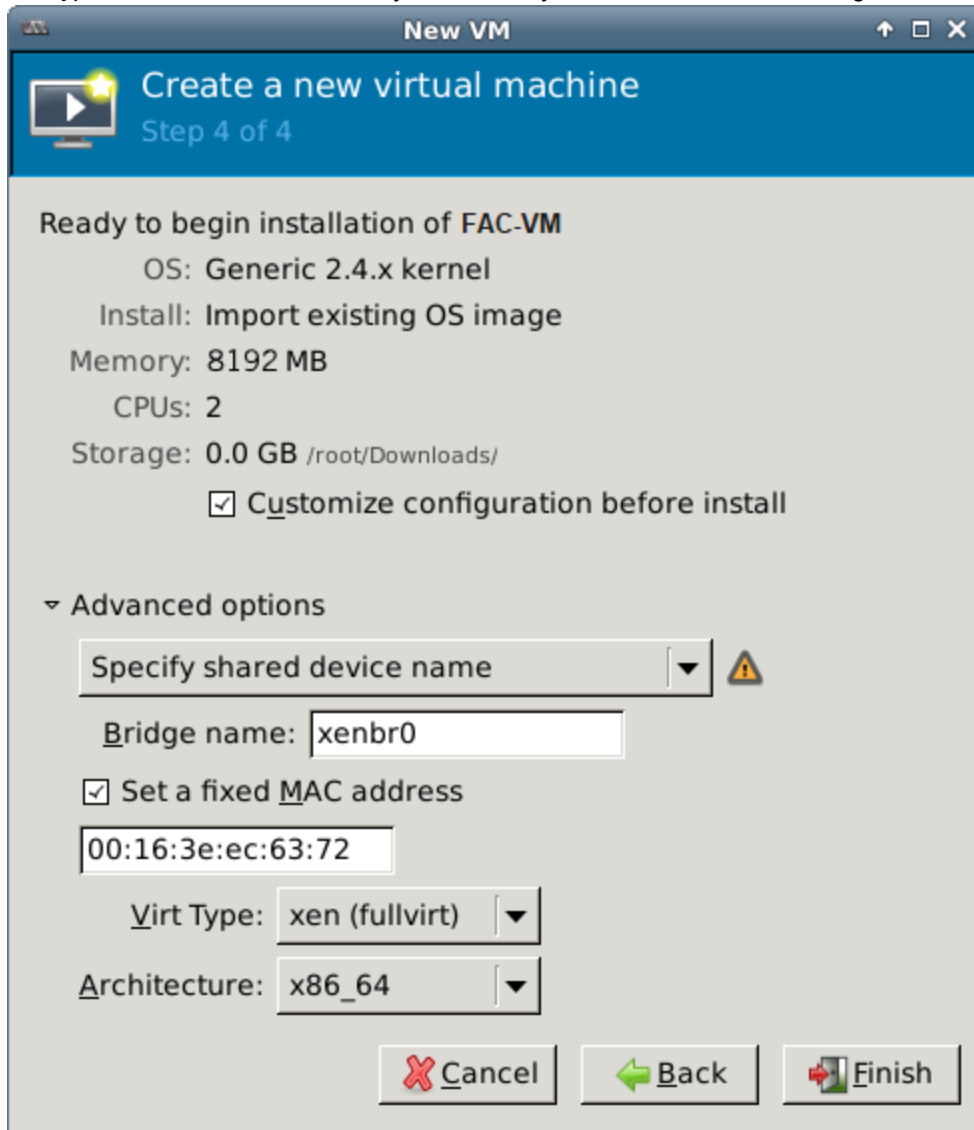 New VM
Create a new virtual machine
Step 4 of 4
Ready to begin installation of FAC-VM
OS: Generic 2.4.x kernel
Install: Import existing OS image
Memory: 8192 MB
CPUs: 2
Storage: 0.0 GB /root/Downloads/
Customize configuration before install
Advanced options
Specify shared device name
Bridge name: xenbr0
Set a fixed MAC address
00:16:3e:ec:63:72
Virt Type: xen (fullvirt)
Architecture: x86_64
Cancel Back Finish